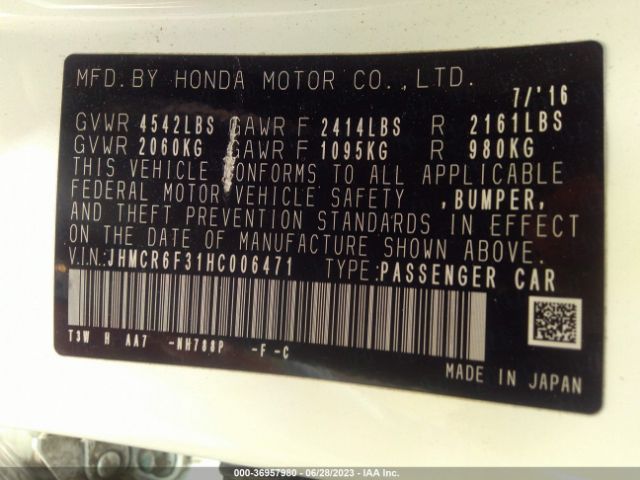 MFD. BY HONDA MOTOR CO., LTD.
7/'16
GVWR 4542LBS GAWR F 2414LBS R 2161LBS
GVWR 2060KG GAWR F 1095KG R 980KG
THIS VEHICLE CONFORMS TO ALL APPLICABLE
FEDERAL MOTOR VEHICLE SAFETY ,BUMPER,
AND THEFT PREVENTION STANDARDS IN EFFECT
ON THE DATE OF MANUFACTURE SHOWN ABOVE.
V.I.N.: JHMCR6F31HC006471 TYPE: PASSENGER CAR
T3W H AA7 -NH788P -F -C
MADE IN JAPAN
000-36957980 - 06/28/2023 - IAA Inc.